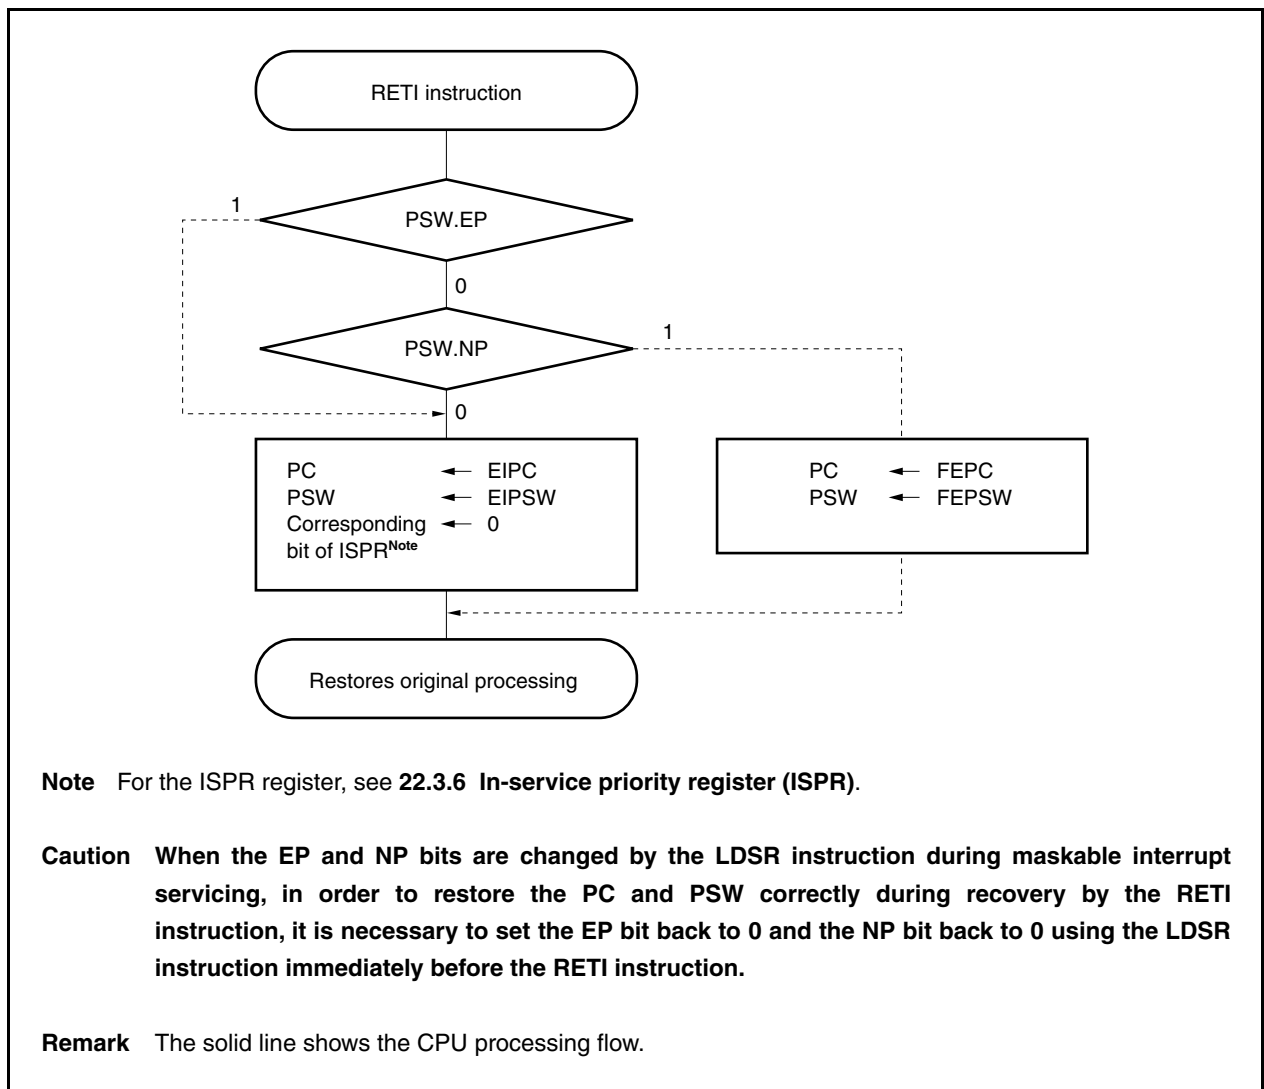 RETI instruction
PSW.EP
1
0
PSW.NP
1
0
PC ← EIPC
PSW ← EIPSW
Corresponding ← 0
bit of ISPRNote
PC ← FEPC
PSW ← FEPSW
Restores original processing
Note For the ISPR register, see 22.3.6 In-service priority register (ISPR).
Caution When the EP and NP bits are changed by the LDSR instruction during maskable interrupt
servicing, in order to restore the PC and PSW correctly during recovery by the RETI
instruction, it is necessary to set the EP bit back to 0 and the NP bit back to 0 using the LDSR
instruction immediately before the RETI instruction.
Remark The solid line shows the CPU processing flow.